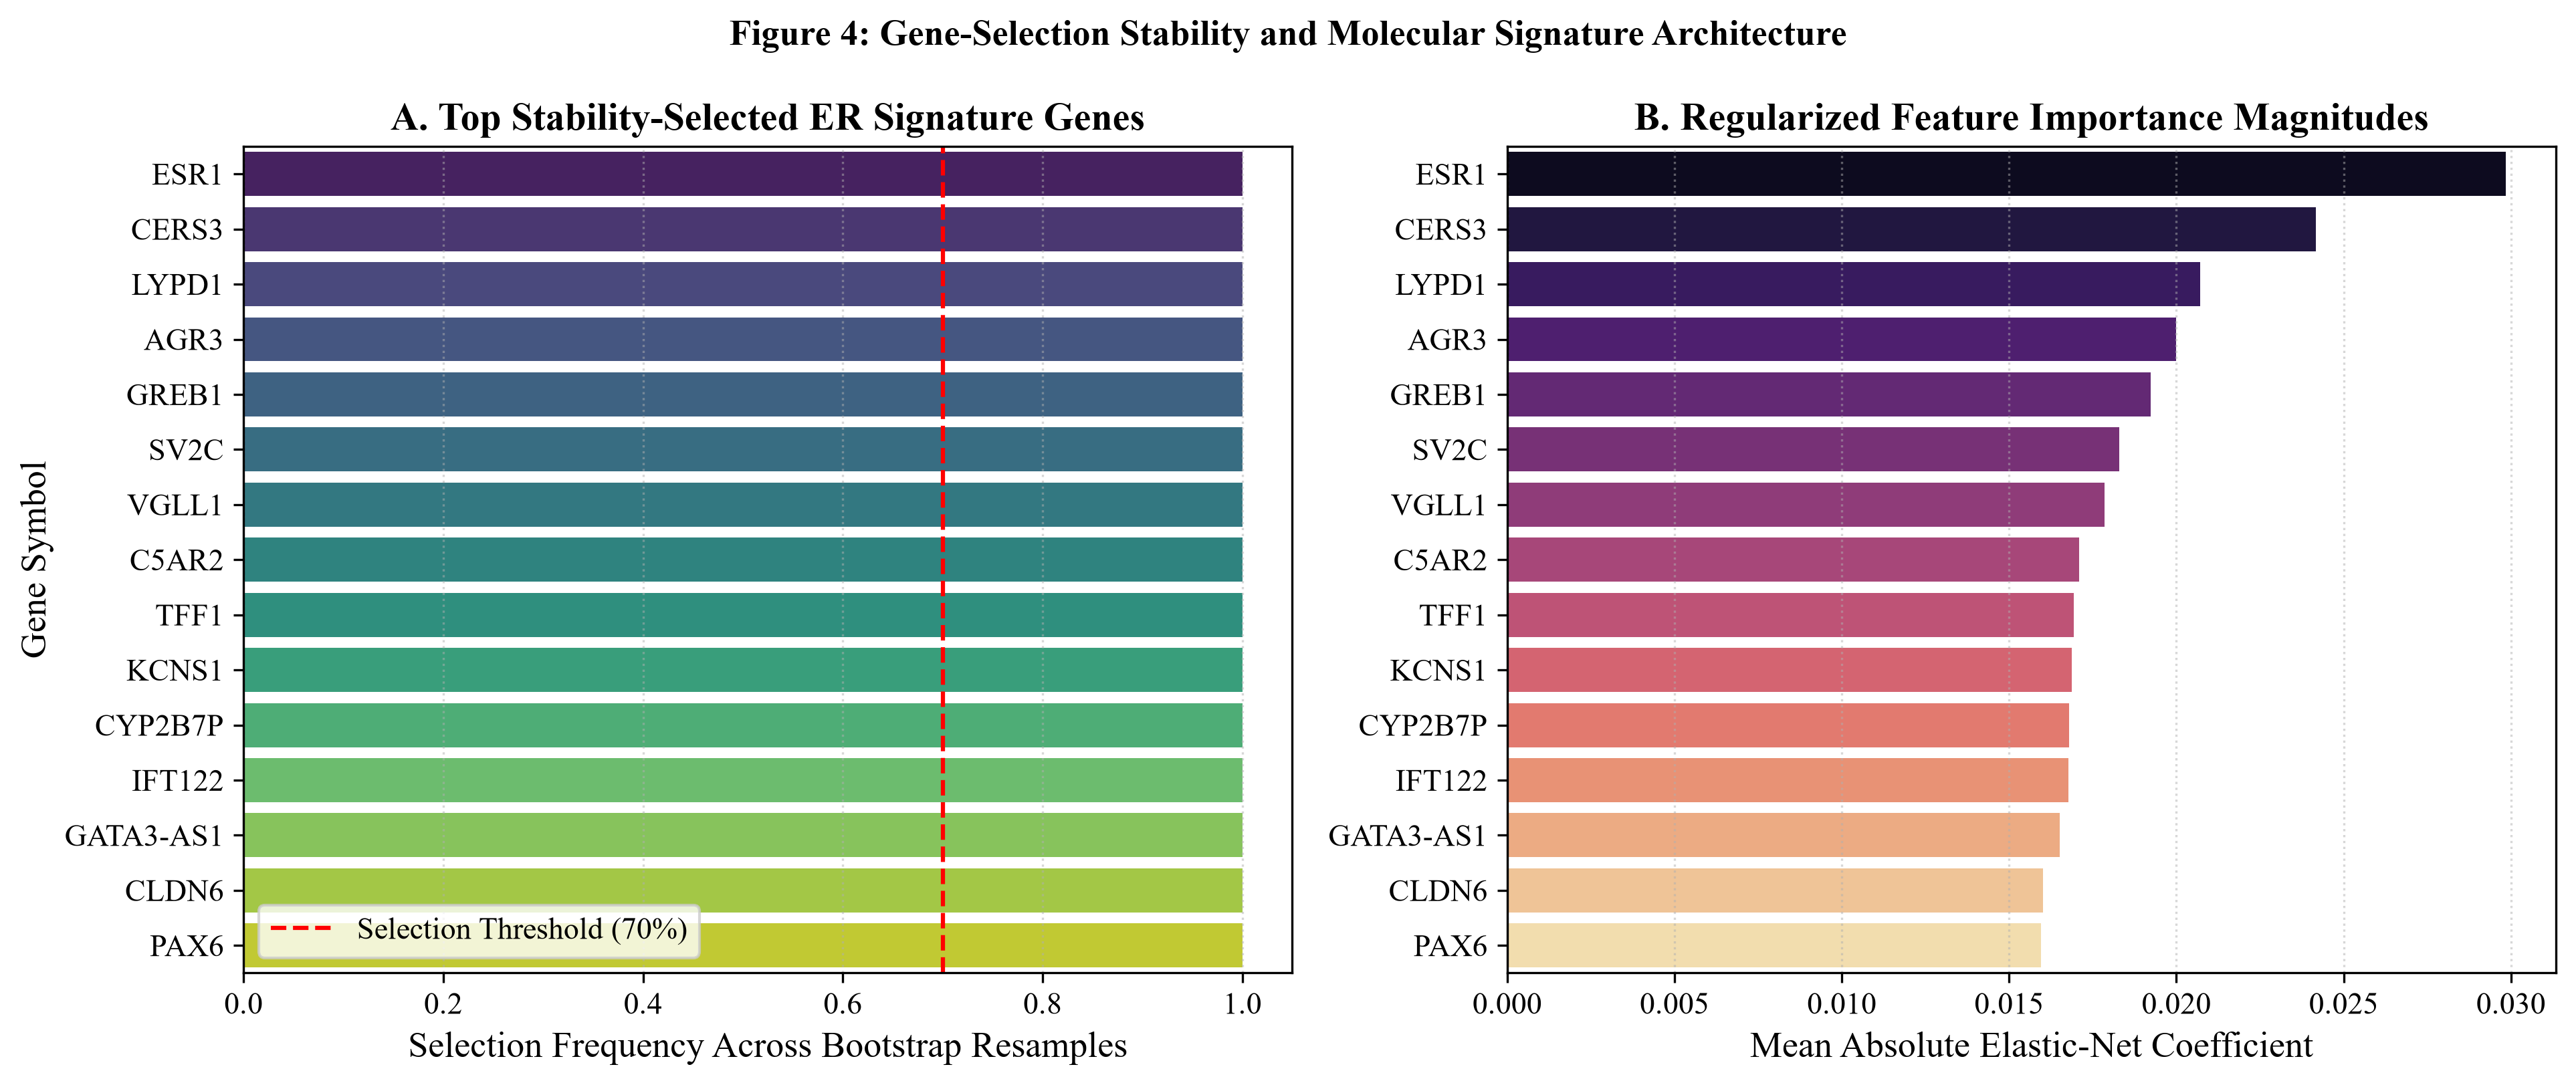 Figure 4: Gene-Selection Stability and Molecular Signature Architecture
A. Top Stability-Selected ER Signature Genes
Gene Symbol
ESR1
CERS3
LYPD1
AGR3
GREB1
SV2C
VGLL1
C5AR2
TFF1
KCNS1
CYP2B7P
IFT122
GATA3-AS1
CLDN6
PAX6
Selection Threshold (70%)
0.0 0.2 0.4 0.6 0.8 1.0
Selection Frequency Across Bootstrap Resamples
B. Regularized Feature Importance Magnitudes
ESR1
CERS3
LYPD1
AGR3
GREB1
SV2C
VGLL1
C5AR2
TFF1
KCNS1
CYP2B7P
IFT122
GATA3-AS1
CLDN6
PAX6
0.000 0.005 0.010 0.015 0.020 0.025 0.030
Mean Absolute Elastic-Net Coefficient